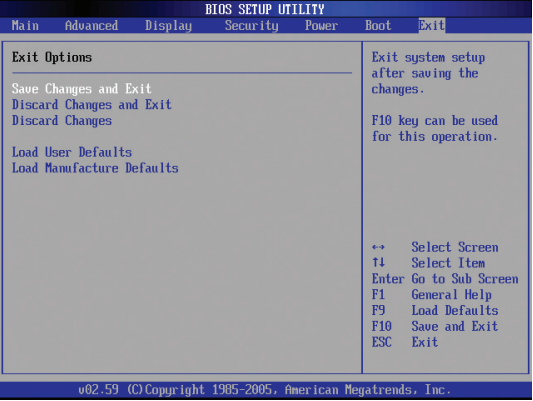 BIOS SETUP UTILITY
Main Advanced Display Security Power Boot Exit
Exit Options
Save Changes and Exit
Discard Changes and Exit
Discard Changes
Load User Defaults
Load Manufacture Defaults
Exit system setup
after saving the
changes.
F10 key can be used
for this operation.
↔ Select Screen
↑↓ Select Item
Enter Go to Sub Screen
F1 General Help
F9 Load Defaults
F10 Save and Exit
ESC Exit
v02.59 (C)Copyright 1985-2005, American Megatrends, Inc.